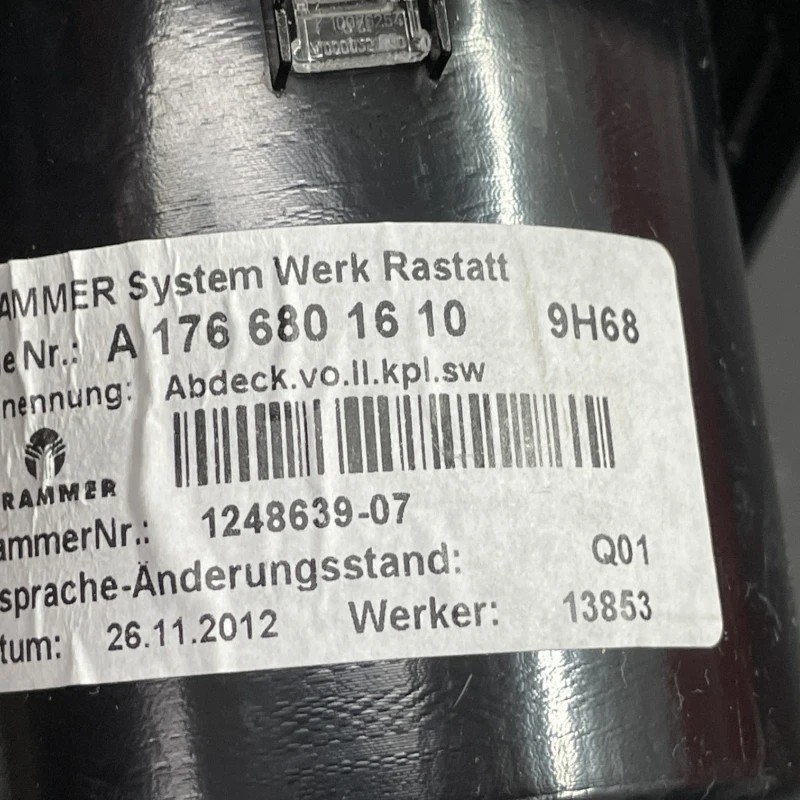 AMMER System Werk Rastatt
e Nr.: A 176 680 16 10 9H68
nennung: Abdeck.vo.ll.kpl.sw
RAMMER
ammerNr.: 1248639-07
sprache-Änderungsstand: Q01
tum: 26.11.2012 Werker: 13853